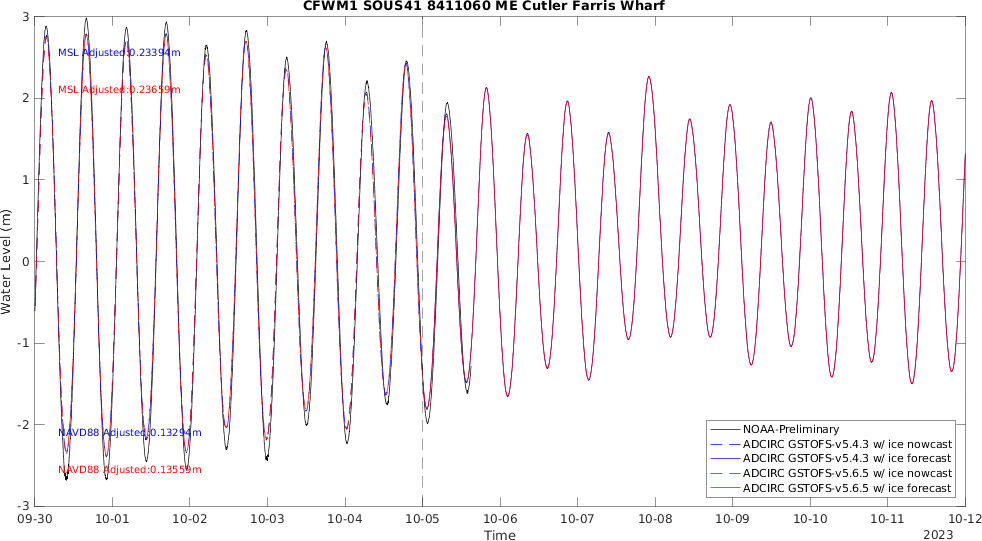 CFWM1 SOUS41 8411060 ME Cutler Farris Wharf
3
2
1
0
-1
-2
-3
Water Level (m)
MSL Adjusted:0.23394m
MSL Adjusted:0.23659m
NAVD88 Adjusted:0.13294m
NAVD88 Adjusted:0.13559m
NOAA-Preliminary
ADCIRC GSTOFS-v5.4.3 w/ ice nowcast
ADCIRC GSTOFS-v5.4.3 w/ ice forecast
ADCIRC GSTOFS-v5.6.5 w/ ice nowcast
ADCIRC GSTOFS-v5.6.5 w/ ice forecast
09-30 10-01 10-02 10-03 10-04 10-05 10-06 10-07 10-08 10-09 10-10 10-11 10-12
Time
2023